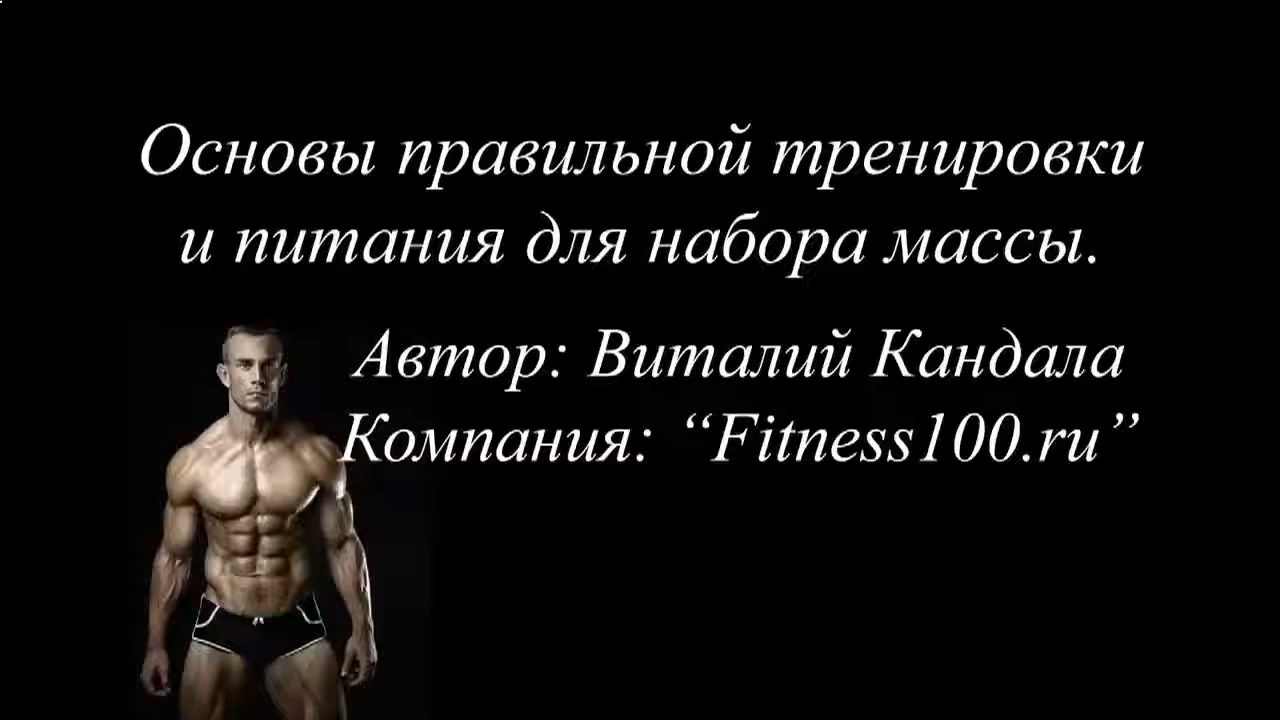 Основы правильной тренировки
и питания для набора массы.
Автор: Виталий Кандала
Компания: “Fitness100.ru”